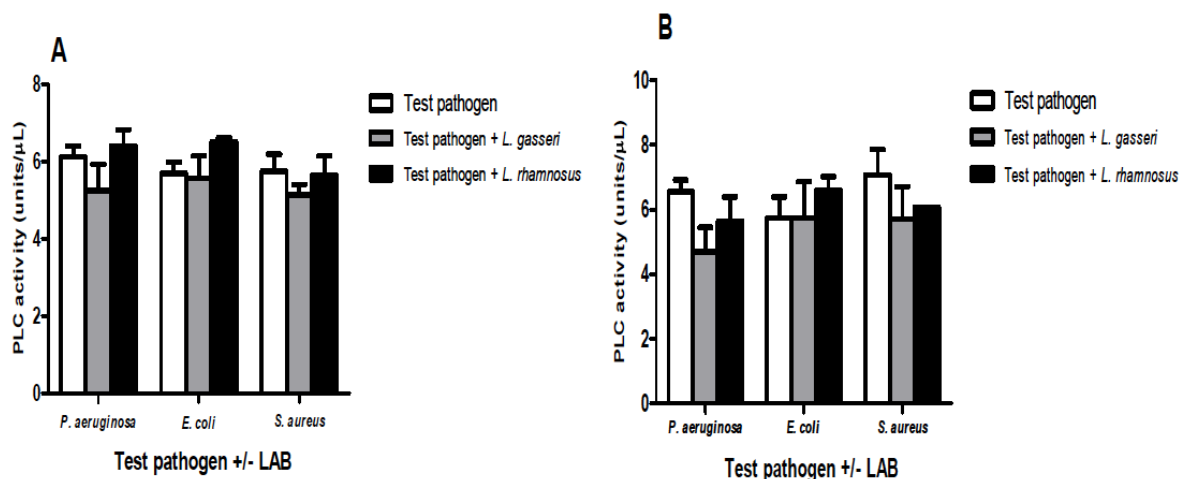 A
PLC activity (units/µL)
8
6
4
2
0
P. aeruginosa
E. coli
S. aureus
Test pathogen +/- LAB
Test pathogen
Test pathogen + L. gasseri
Test pathogen + L. rhamnosus
B
PLC activity (units/µL)
10
8
6
4
2
0
P. aeruginosa
E. coli
S. aureus
Test pathogen +/- LAB
Test pathogen
Test pathogen + L. gasseri
Test pathogen + L. rhamnosus